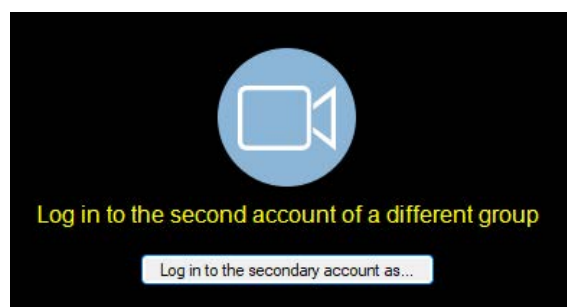 Log in to the second account of a different group
Log in to the secondary account as...